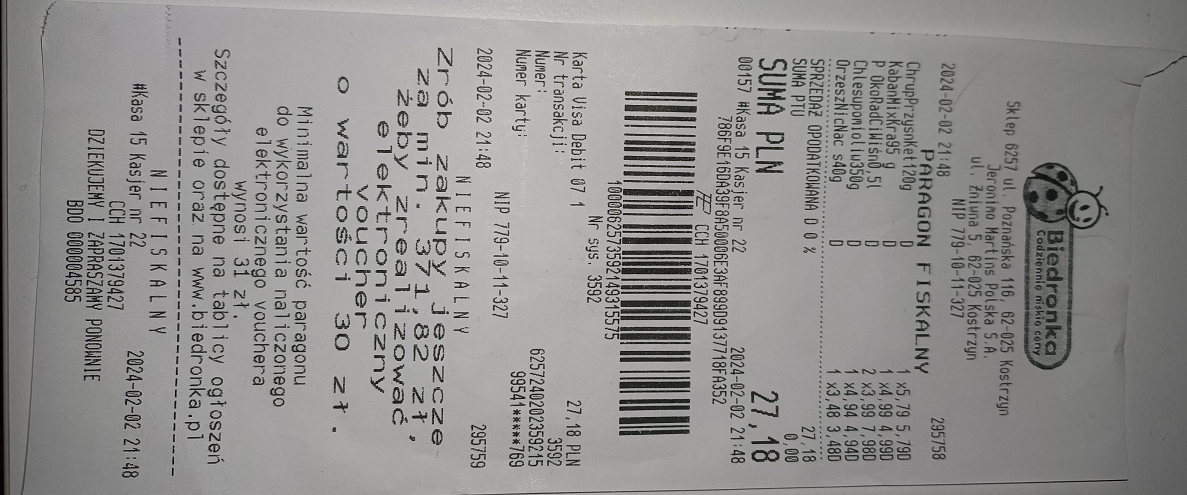 Biedronka
Codziennie niskie ceny
Sklep 6257 ul. Poznańska 116, 62-025 Kostrzyn
Jeronimo Martins Polska S.A.
ul. Żniwna 5, 62-025 Kostrzyn
NIP 779-10-11-327
2024-02-02 21:48 295758
PARAGON FISKALNY
ChrupPrzysnKet120g D 1 x5,79 5,79D
KabanMixKra95 g D 1 x4,99 4,99D
P OkoRadCiWiśn0,5l D 2 x3,99 7,98D
Chlesupomioliw350g D 1 x4,94 4,94D
OrzeszNicNac s40g D 1 x3,48 3,48D
SPRZEDAŻ OPODATKOWANA D 0 % 27,18
SUMA PTU 0,00
SUMA PLN 27,18
00157 #Kasa 15 Kasjer nr 22 2024-02-02 21:48
786F9E16DA39F8A50006E3AF899D9137718FA352
CCH 1701379427
1000006257359214931557​5
Nr sys. 3592
Karta Visa Debit 07 1 27,18 PLN
Nr transakcji: 3592
Numer: 6257240202359215
Numer karty: 99541*****769
NIP 779-10-11-327
2024-02-02 21:48 295759
NIEFISKALNY
Zrób zakupy jeszcze
za min. 371,82 zł,
żeby zrealizować
elektroniczny
voucher
o wartości 30 zł.
Minimalna wartość paragonu
do wykorzystania naliczonego
elektronicznego vouchera
wynosi 31 zł.
Szczegóły dostępne na tablicy ogłoszeń
w sklepie oraz na www.biedronka.pl
NIEFISKALNY
#Kasa 15 Kasjer nr 22 2024-02-02 21:48
CCH 1701379427
DZIĘKUJEMY I ZAPRASZAMY PONOWNIE
BDO 000004585